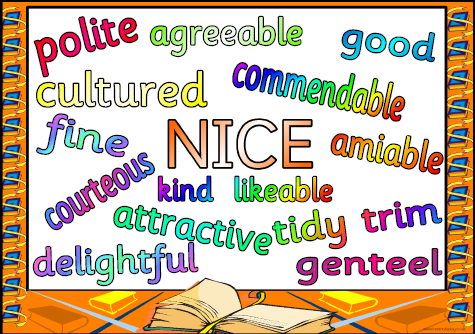 polite agreeable good
cultured commendable
fine NICE amiable
courteous kind likeable
attractive tidy trim
delightful genteel